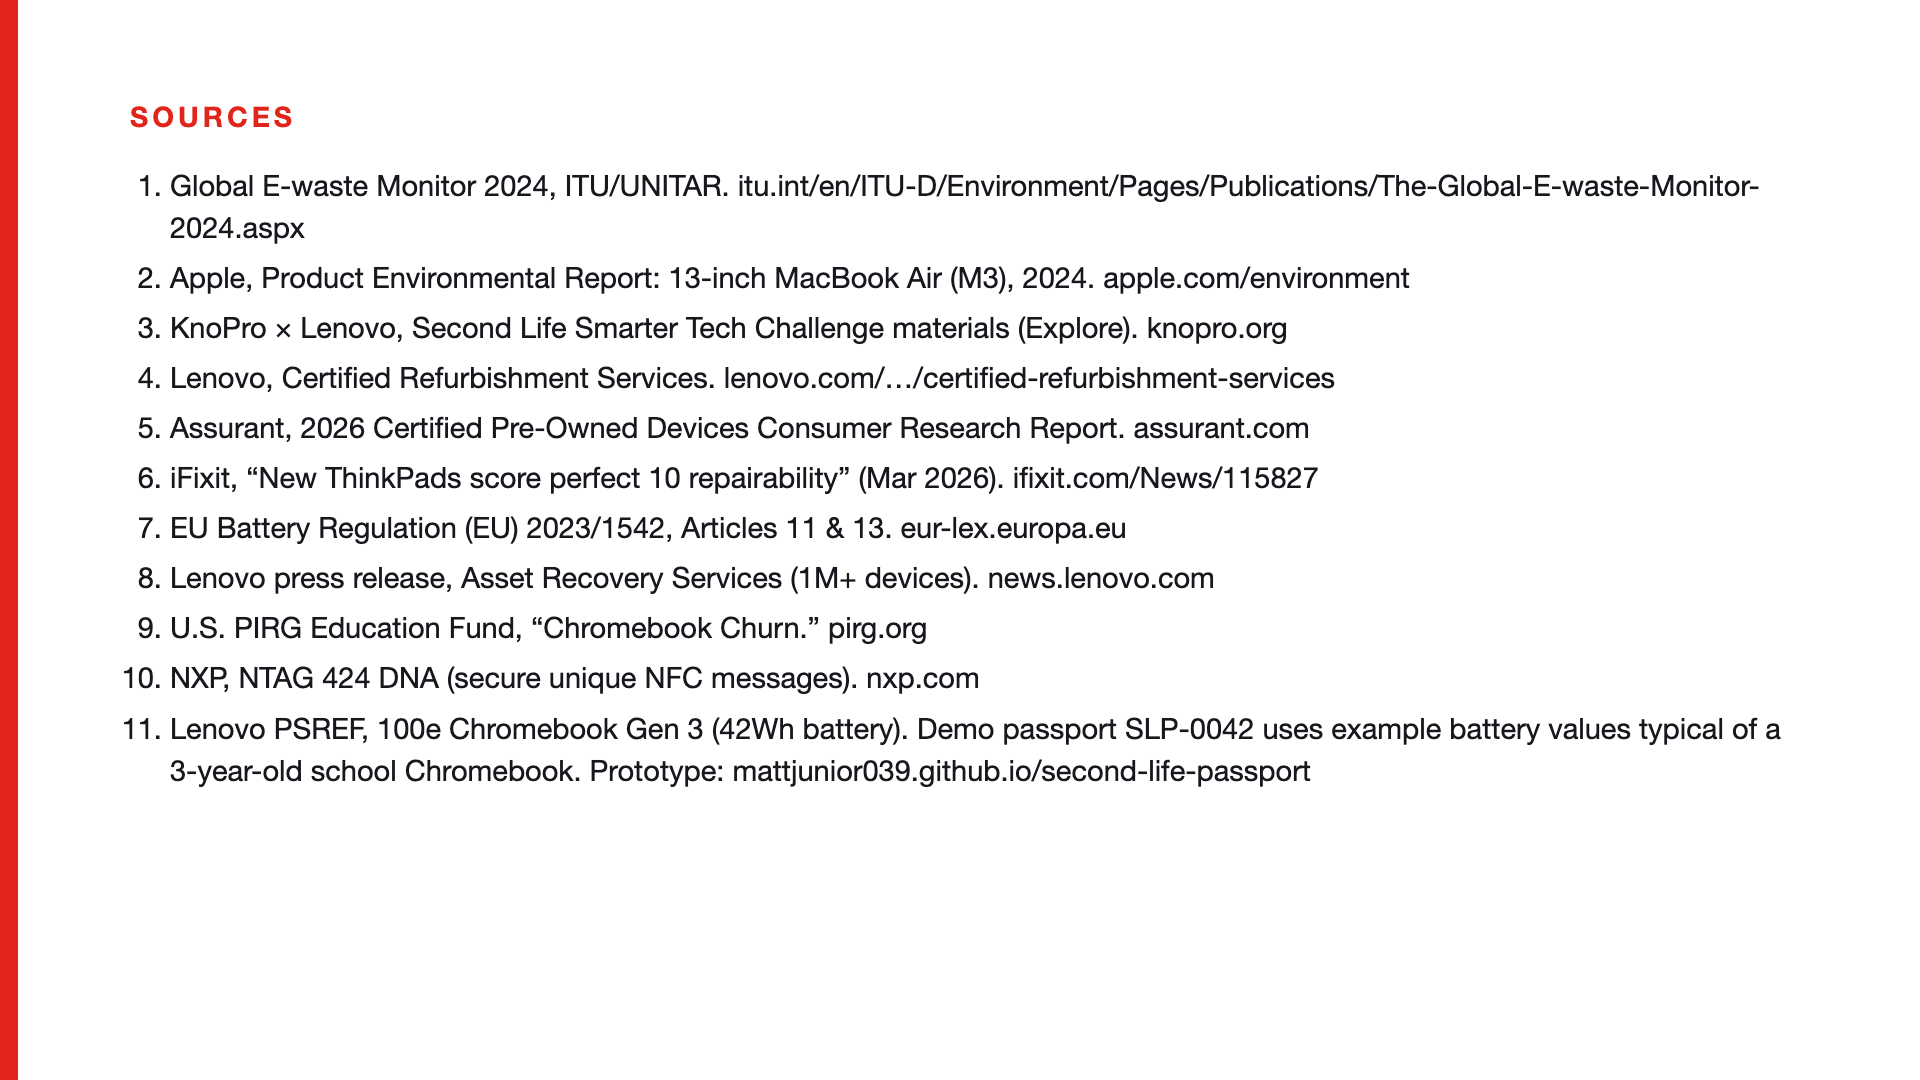 SOURCES
1. Global E-waste Monitor 2024, ITU/UNITAR. itu.int/en/ITU-D/Environment/Pages/Publications/The-Global-E-waste-Monitor-
2024.aspx
2. Apple, Product Environmental Report: 13-inch MacBook Air (M3), 2024. apple.com/environment
3. KnoPro × Lenovo, Second Life Smarter Tech Challenge materials (Explore). knopro.org
4. Lenovo, Certified Refurbishment Services. lenovo.com/…/certified-refurbishment-services
5. Assurant, 2026 Certified Pre-Owned Devices Consumer Research Report. assurant.com
6. iFixit, “New ThinkPads score perfect 10 repairability” (Mar 2026). ifixit.com/News/115827
7. EU Battery Regulation (EU) 2023/1542, Articles 11 & 13. eur-lex.europa.eu
8. Lenovo press release, Asset Recovery Services (1M+ devices). news.lenovo.com
9. U.S. PIRG Education Fund, “Chromebook Churn.” pirg.org
10. NXP, NTAG 424 DNA (secure unique NFC messages). nxp.com
11. Lenovo PSREF, 100e Chromebook Gen 3 (42Wh battery). Demo passport SLP-0042 uses example battery values typical of a
3-year-old school Chromebook. Prototype: mattjunior039.github.io/second-life-passport